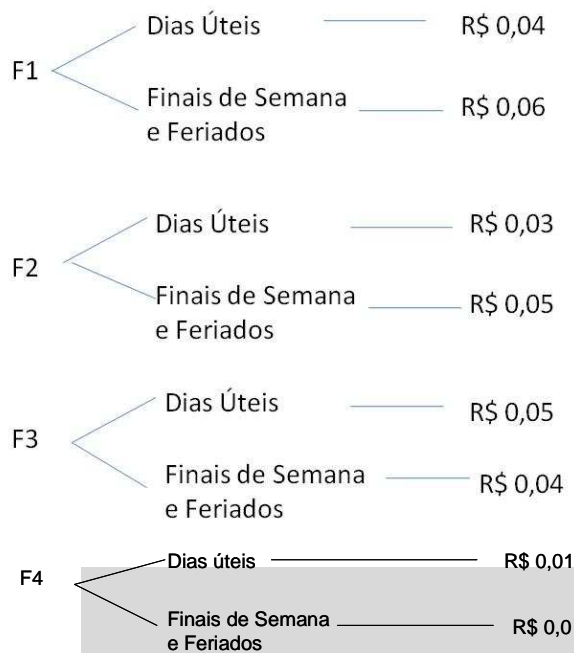 Dias Úteis R$ 0,04
F1
Finais de Semana R$ 0,06
e Feriados
Dias Úteis R$ 0,03
F2
Finais de Semana R$ 0,05
e Feriados
Dias Úteis R$ 0,05
F3
Finais de Semana R$ 0,04
e Feriados
Dias úteis R$ 0,01
F4
Finais de Semana R$ 0,0
e Feriados